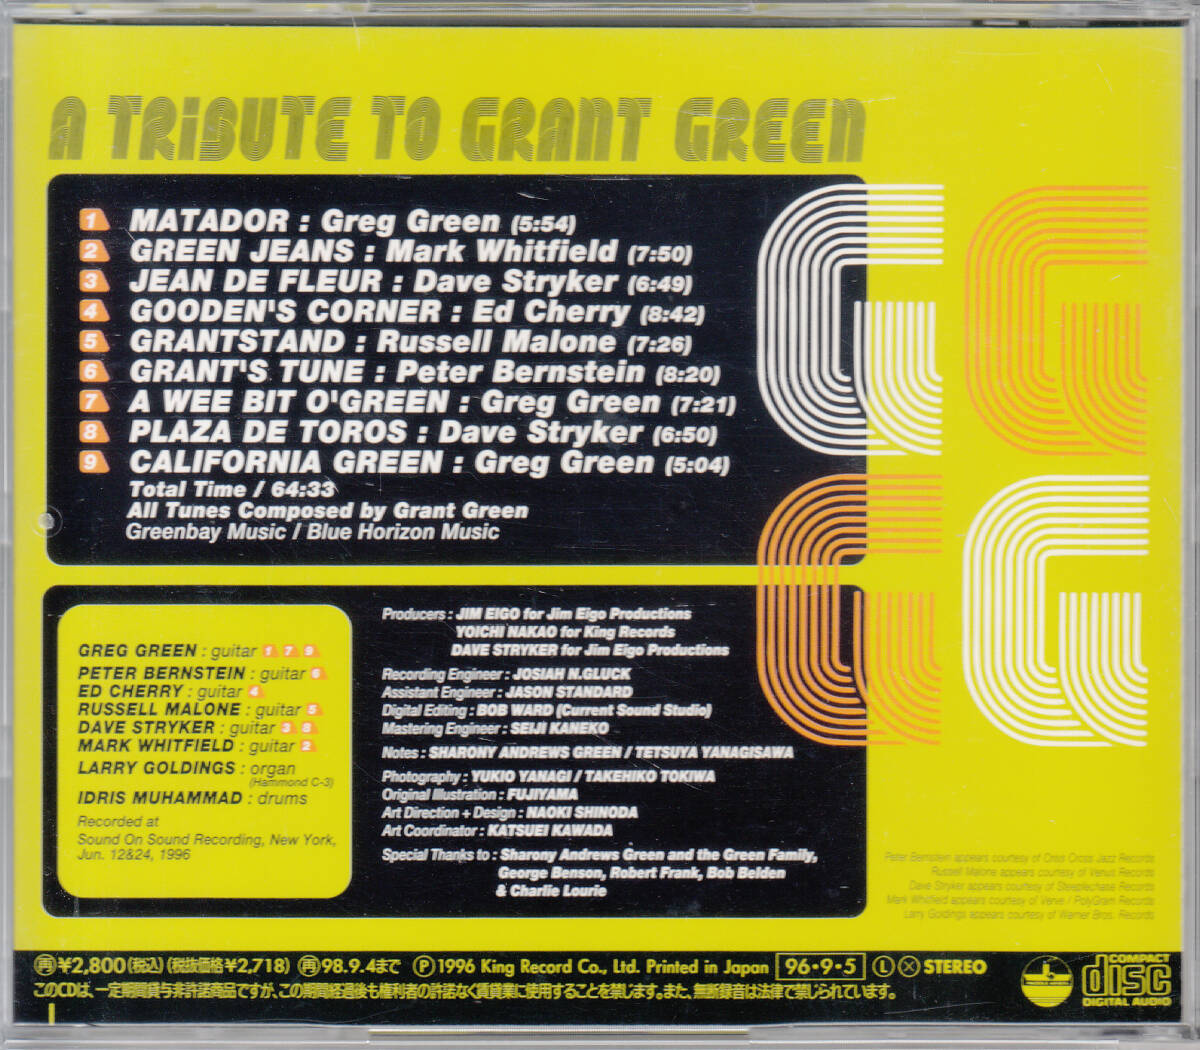 A TRIBUTE TO GRANT GREEN
1 MATADOR : Greg Green (5:54)
2 GREEN JEANS : Mark Whitfield (7:50)
3 JEAN DE FLEUR : Dave Stryker (6:49)
4 GOODEN'S CORNER : Ed Cherry (8:42)
5 GRANTSTAND : Russell Malone (7:26)
6 GRANT'S TUNE : Peter Bernstein (8:20)
7 A WEE BIT O'GREEN : Greg Green (7:21)
8 PLAZA DE TOROS : Dave Stryker (6:50)
9 CALIFORNIA GREEN : Greg Green (5:04)
Total Time / 64:33
All Tunes Composed by Grant Green
Greenbay Music / Blue Horizon Music
GG
GG
GREG GREEN : guitar 1 7 9
PETER BERNSTEIN : guitar 6
ED CHERRY : guitar 4
RUSSELL MALONE : guitar 5
DAVE STRYKER : guitar 3 8
MARK WHITFIELD : guitar 2
LARRY GOLDINGS : organ
(Hammond C-3)
IDRIS MUHAMMAD : drums
Recorded at
Sound On Sound Recording, New York,
Jun. 12&24, 1996
Producers : JIM EIGO for Jim Eigo Productions
YOICHI NAKAO for King Records
DAVE STRYKER for Jim Eigo Productions
Recording Engineer : JOSIAH N.GLUCK
Assistant Engineer : JASON STANDARD
Digital Editing : BOB WARD (Current Sound Studio)
Mastering Engineer : SEIJI KANEKO
Notes : SHARONY ANDREWS GREEN / TETSUYA YANAGISAWA
Photography : YUKIO YANAGI / TAKEHIKO TOKIWA
Original Illustration : FUJIYAMA
Art Direction + Design : NAOKI SHINODA
Art Coordinator : KATSUEI KAWADA
Special Thanks to : Sharony Andrews Green and the Green Family,
George Benson, Robert Frank, Bob Belden
& Charlie Lourie
Peter Bernstein appears courtesy of Criss Cross Jazz Records
Russell Malone appears courtesy of Venus Records
Dave Stryker appears courtesy of Steeplechase Records
Mark Whitfield appears courtesy of Verve / PolyGram Records
Larry Goldings appears courtesy of Warner Bros. Records
㊢¥2,800(税込)(税抜価格¥2,718) 再98.9.4まで Ⓟ1996 King Record Co., Ltd. Printed in Japan 96・9・5 Ⓛ Ⓧ STEREO
このCDは、一定期間貸与非許諾商品ですが、この期間経過後も権利者の許諾なく賃貸業に使用することを禁じます。また、無断録音は法律で禁じられています。
COMPACT
disc
DIGITAL AUDIO